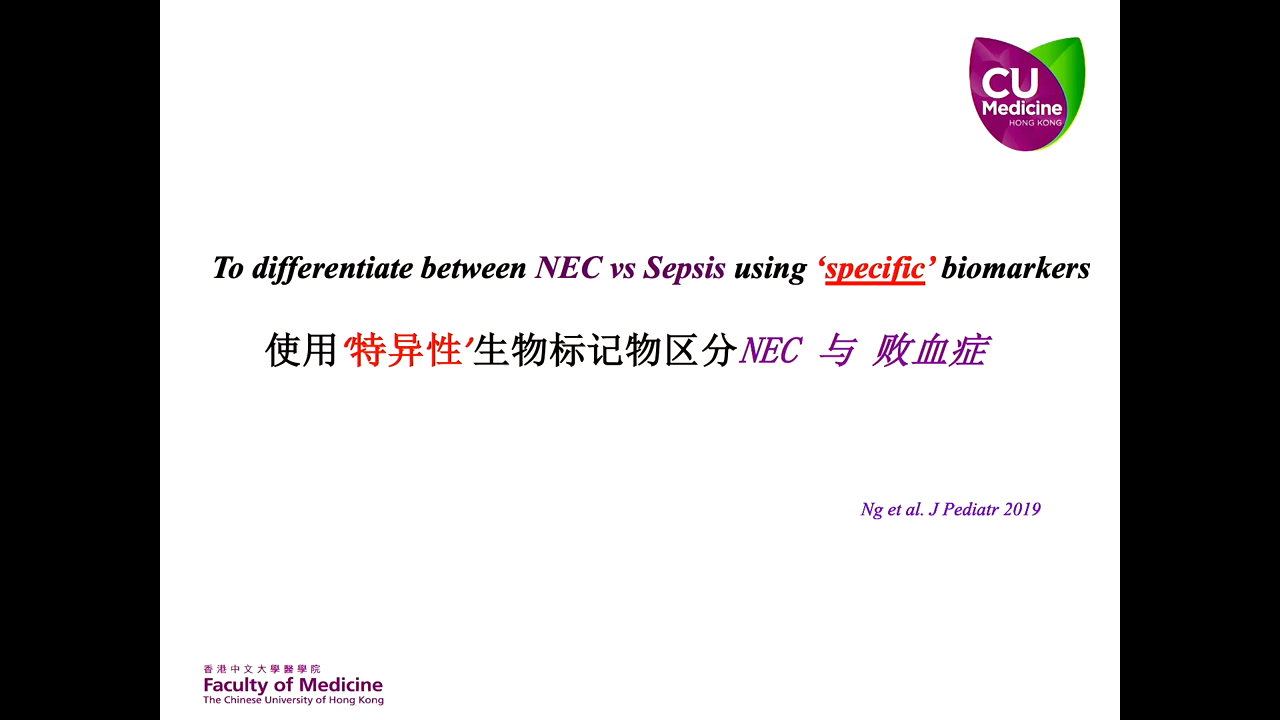 CU
Medicine
HONG KONG
To differentiate between NEC vs Sepsis using ‘specific’ biomarkers
使用‘特异性’生物标记物区分NEC 与 败血症
Ng et al. J Pediatr 2019
香港中文大學醫學院
Faculty of Medicine
The Chinese University of Hong Kong